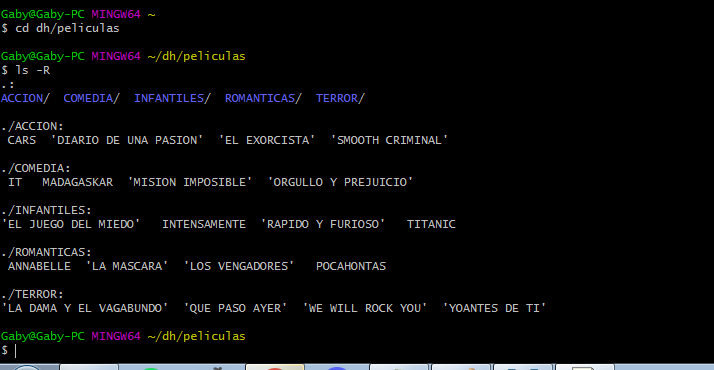 Gaby@Gaby-PC MINGW64 ~
$ cd dh/peliculas
Gaby@Gaby-PC MINGW64 ~/dh/peliculas
$ ls -R
.:
ACCION/  COMEDIA/  INFANTILES/  ROMANTICAS/  TERROR/
./ACCION:
CARS  'DIARIO DE UNA PASION'  'EL EXORCISTA'  'SMOOTH CRIMINAL'
./COMEDIA:
IT   MADAGASKAR  'MISION IMPOSIBLE'  'ORGULLO Y PREJUICIO'
./INFANTILES:
'EL JUEGO DEL MIEDO'   INTENSAMENTE  'RAPIDO Y FURIOSO'   TITANIC
./ROMANTICAS:
ANNABELLE  'LA MASCARA'  'LOS VENGADORES'   POCAHONTAS
./TERROR:
'LA DAMA Y EL VAGABUNDO'  'QUE PASO AYER'  'WE WILL ROCK YOU'  'YOANTES DE TI'
Gaby@Gaby-PC MINGW64 ~/dh/peliculas
$